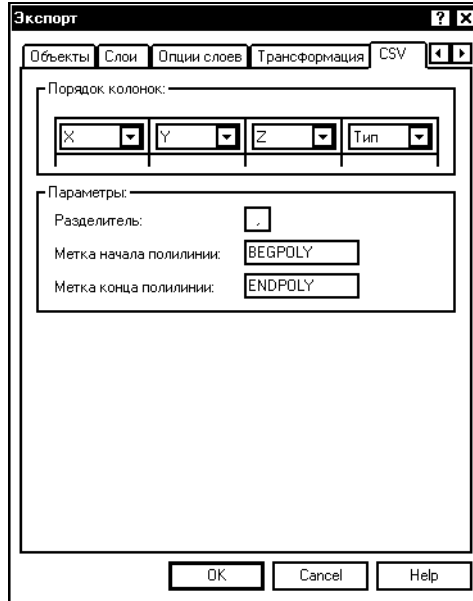 Экспорт
Объекты Слои Опции слоев Трансформация CSV
Порядок колонок:
X Y Z Тип
Параметры:
Разделитель: ,
Метка начала полилинии: BEGPOLY
Метка конца полилинии: ENDPOLY
OK Cancel Help